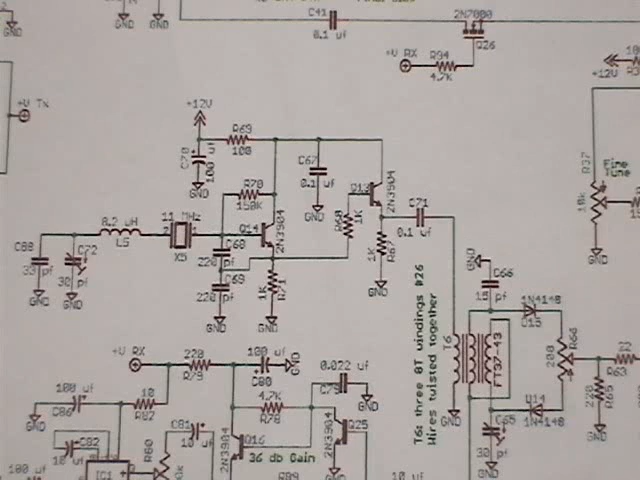 C41
0.1 uf
2N7000
Q26
+V RX
R94
4.7K
+12V
+V Tx
+12V
R69
100
C70
100 uf
GND
C67
0.1 uf
GND
R70
150K
Q14
2N3904
Q13
2N3904
R68
1K
C71
0.1 uf
R67
1K
GND
R37
10k
Fine
Tune
GND
8.2 uH
L5
11 MHz
X5
C68
220 pf
C69
220 pf
GND
1K
R71
GND
C88
33 pf
GND
C72
30 pf
GND
GND
C66
15 pf
1N4148
D15
T6
FT37-43
GND
200
R66
22
R63
220
R65
GND
D14
1N4148
C65
30 pf
GND
T6: three 8T windings #26
Wires twisted together
+V RX
220
R79
100 uf
C80
GND
0.022 uf
C79
GND
4.7K
R78
100 uf
C86
GND
10
R82
C82
10 uf
C81
10 uf
R80
IC1
100 uf
2N3904
Q16
36 db Gain
2N3904
Q25
GND
R89
10 uf